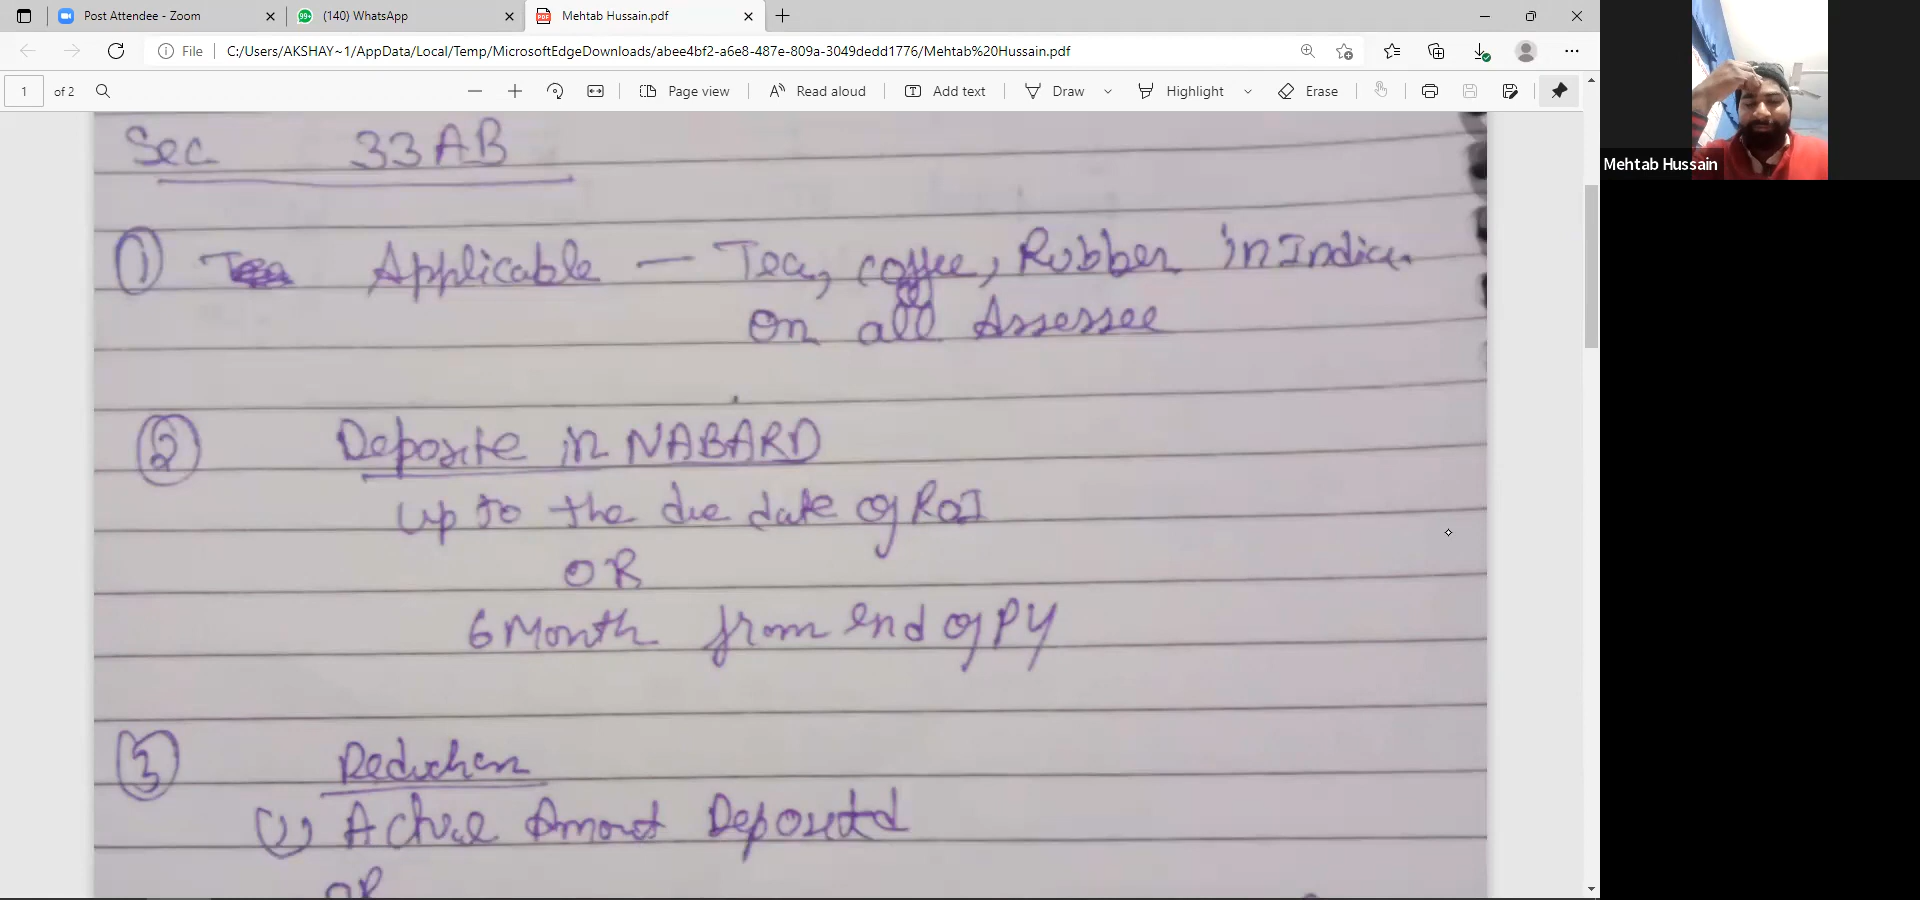 Post Attendee - Zoom
(140) WhatsApp
Mehtab Hussain.pdf
File
C:/Users/AKSHAY~1/AppData/Local/Temp/MicrosoftEdgeDownloads/abee4bf2-a6e8-487e-809a-3049dedd1776/Mehtab%20Hussain.pdf
1 of 2
Page view
Read aloud
Add text
Draw
Highlight
Erase
Mehtab Hussain
Sec 33AB
① Applicable — Tea, coffee, Rubber in India
on all Assessee
② Deposite in NABARD
up to the due date of ROI
OR
6 Month from end of PY
③ Deduction
(1) Actual Amout Deposited
OR